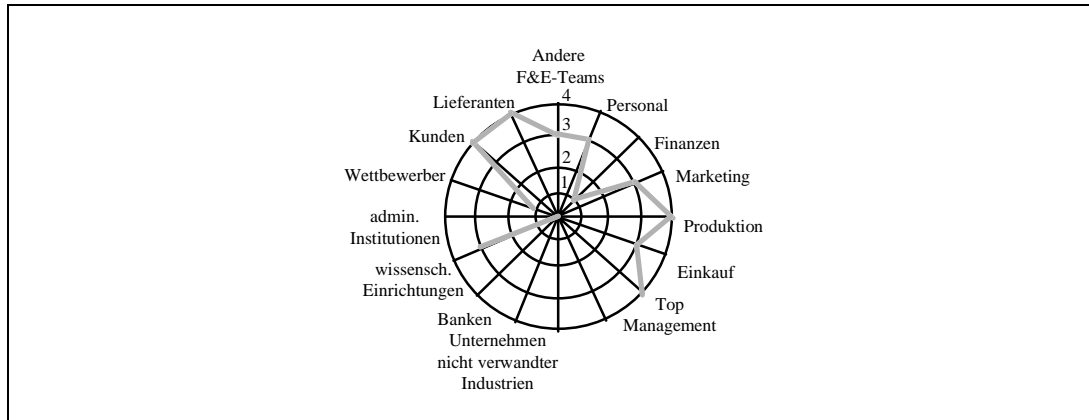 Andere
F&E-Teams
4
3
2
1
Personal
Finanzen
Marketing
Produktion
Einkauf
Top
Management
Unternehmen
nicht verwandter
Industrien
Banken
wissensch.
Einrichtungen
admin.
Institutionen
Wettbewerber
Kunden
Lieferanten